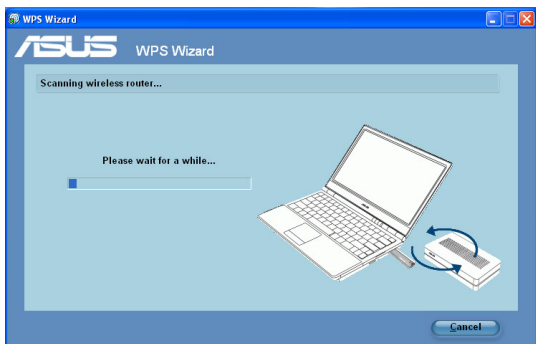 WPS Wizard
ASUS WPS Wizard
Scanning wireless router...
Please wait for a while...
Cancel